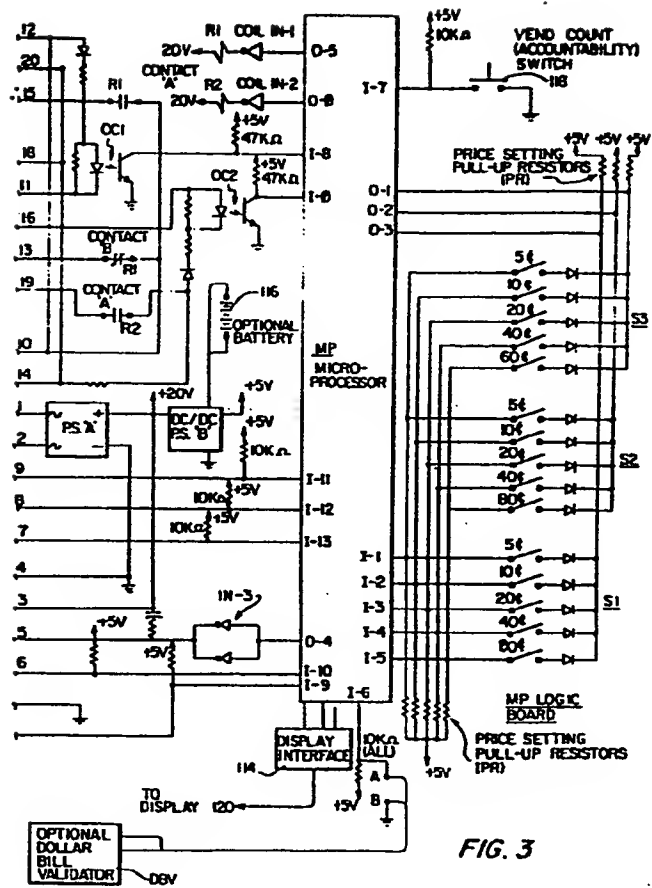 12
20
15
18
11
16
13
19
10
14
1
2
9
8
7
4
3
5
6
R1
OC1
CONTACT 'B'
R1
CONTACT 'A'
R2
P.S. 'A'
+20V
DC/DC P.S. 'B'
R1 COIL IN-1
20V
CONTACT 'A'
R2 COIL IN-2
20V
+5V
47KΩ
+5V
47KΩ
OC2
116
OPTIONAL BATTERY
+5V
+5V
10KΩ
10KΩ
+5V
10KΩ
+5V
+5V
+5V
IN-3
O-5
I-8
MP
MICRO-PROCESSOR
I-11
I-12
I-13
O-4
I-10
I-9
I-7
O-1
O-2
O-3
I-1
I-2
I-3
I-4
I-5
I-6
+5V
10KΩ
VEND COUNT
(ACCOUNTABILITY)
SWITCH
118
+5V +5V +5V
PRICE SETTING
PULL-UP RESISTORS
(PR)
5¢
10¢
20¢
40¢
60¢
S3
5¢
10¢
20¢
40¢
80¢
S2
5¢
10¢
20¢
40¢
80¢
S1
MP LOGIC
BOARD
PRICE SETTING
PULL-UP RESISTORS
(PR)
+5V
DISPLAY
INTERFACE
114
10KΩ
(ALL)
A
B
+5V
TO
DISPLAY 120
OPTIONAL
DOLLAR
BILL
VALIDATOR
DBV
FIG. 3